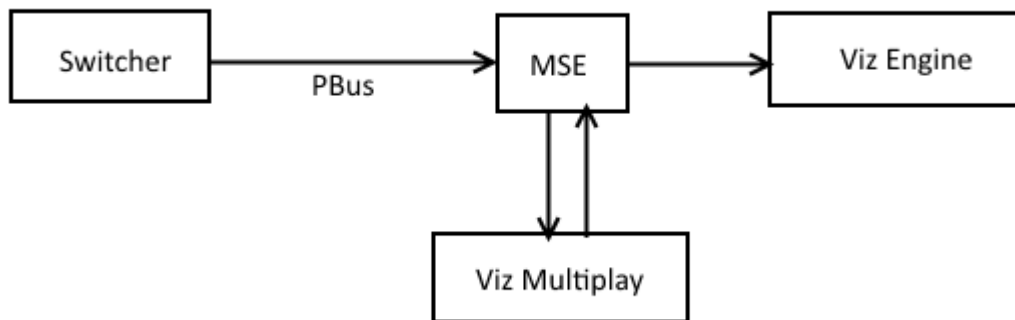 Switcher
PBus
MSE
Viz Engine
Viz Multiplay